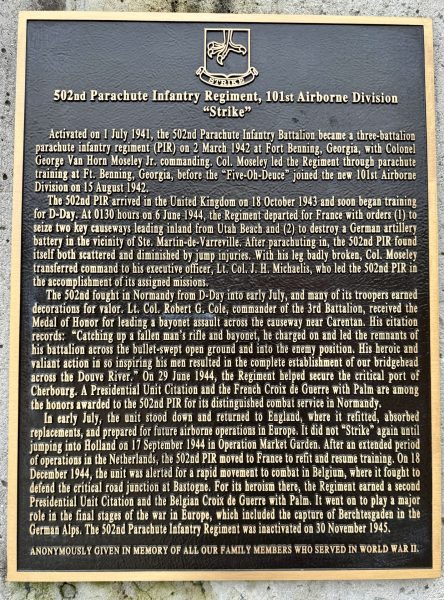 STRIKE
502nd Parachute Infantry Regiment, 101st Airborne Division
“Strike”
Activated on 1 July 1941, the 502nd Parachute Infantry Battalion became a three-battalion
parachute infantry regiment (PIR) on 2 March 1942 at Fort Benning, Georgia, with Colonel
George Van Horn Moseley Jr. commanding. Col. Moseley led the Regiment through parachute
training at Ft. Benning, Georgia, before the “Five-Oh-Deuce” joined the new 101st Airborne
Division on 15 August 1942.
The 502nd PIR arrived in the United Kingdom on 18 October 1943 and soon began training
for D-Day. At 0130 hours on 6 June 1944, the Regiment departed for France with orders (1) to
seize two key causeways leading inland from Utah Beach and (2) to destroy a German artillery
battery in the vicinity of Ste. Martin-de-Varreville. After parachuting in, the 502nd PIR found
itself both scattered and diminished by jump injuries. With his leg badly broken, Col. Moseley
transferred command to his executive officer, Lt. Col. J. H. Michaelis, who led the 502nd PIR in
the accomplishment of its assigned missions.
The 502nd fought in Normandy from D-Day into early July, and many of its troopers earned
decorations for valor. Lt. Col. Robert G. Cole, commander of the 3rd Battalion, received the
Medal of Honor for leading a bayonet assault across the causeway near Carentan. His citation
records: “Catching up a fallen man's rifle and bayonet, he charged on and led the remnants of
his battalion across the bullet-swept open ground and into the enemy position. His heroic and
valiant action in so inspiring his men resulted in the complete establishment of our bridgehead
across the Douve River.” On 29 June 1944, the Regiment helped secure the critical port of
Cherbourg. A Presidential Unit Citation and the French Croix de Guerre with Palm are among
the honors awarded to the 502nd PIR for its distinguished combat service in Normandy.
In early July, the unit stood down and returned to England, where it refitted, absorbed
replacements, and prepared for future airborne operations in Europe. It did not “Strike” again until
jumping into Holland on 17 September 1944 in Operation Market Garden. After an extended period
of operations in the Netherlands, the 502nd PIR moved to France to refit and resume training. On 18
December 1944, the unit was alerted for a rapid movement to combat in Belgium, where it fought to
defend the critical road junction at Bastogne. For its heroism there, the Regiment earned a second
Presidential Unit Citation and the Belgian Croix de Guerre with Palm. It went on to play a major
role in the final stages of the war in Europe, which included the capture of Berchtesgaden in the
German Alps. The 502nd Parachute Infantry Regiment was inactivated on 30 November 1945.
ANONYMOUSLY GIVEN IN MEMORY OF ALL OUR FAMILY MEMBERS WHO SERVED IN WORLD WAR II.